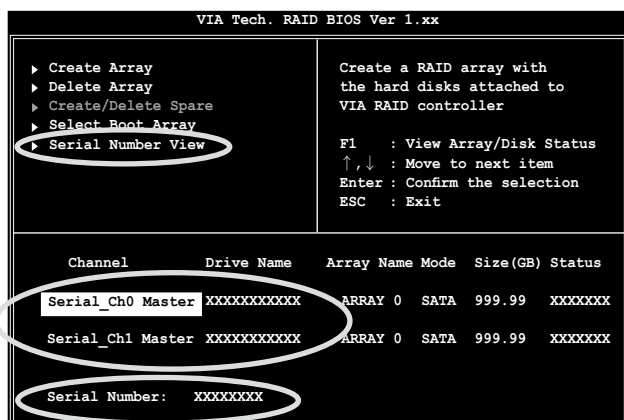 VIA Tech. RAID BIOS Ver 1.xx
Create Array
Delete Array
Create/Delete Spare
Select Boot Array
Serial Number View
Create a RAID array with
the hard disks attached to
VIA RAID controller
F1 : View Array/Disk Status
↑,↓ : Move to next item
Enter : Confirm the selection
ESC : Exit
Channel Drive Name Array Name Mode Size(GB) Status
Serial_Ch0 Master XXXXXXXXXXX ARRAY 0 SATA 999.99 XXXXXXX
Serial_Ch1 Master XXXXXXXXXXX ARRAY 0 SATA 999.99 XXXXXXX
Serial Number: XXXXXXXX